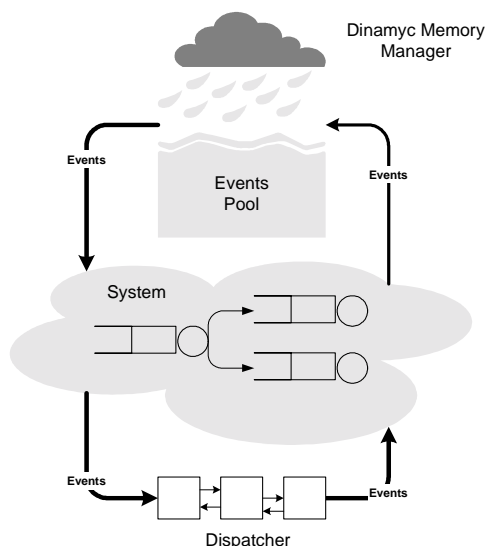 Dinamyc Memory
Manager
Events
Events
Events
Pool
System
Events
Events
Dispatcher